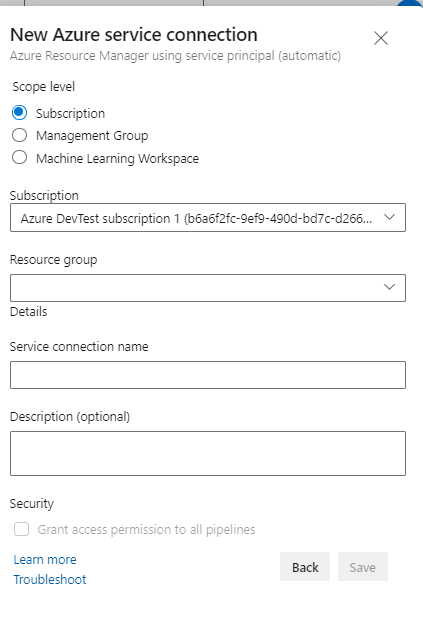 New Azure service connection
Azure Resource Manager using service principal (automatic)
Scope level
Subscription
Management Group
Machine Learning Workspace
Subscription
Azure DevTest subscription 1 (b6a6f2fc-9ef9-490d-bd7c-d266...
Resource group
Details
Service connection name
Description (optional)
Security
Grant access permission to all pipelines
Learn more
Troubleshoot
Back
Save